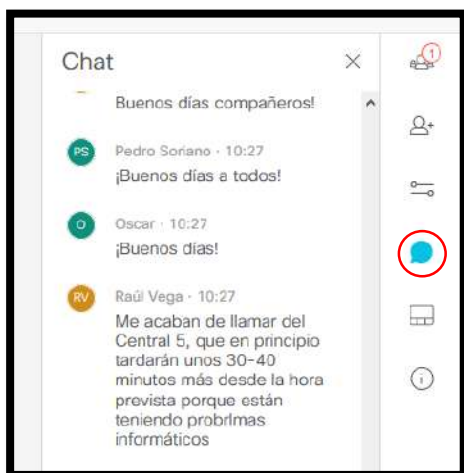 Chat
1
Buenos días compañeros!
PS
Pedro Soriano · 10:27
¡Buenos días a todos!
O
Oscar · 10:27
¡Buenos días!
RV
Raúl Vega · 10:27
Me acaban de llamar del
Central 5, que en principio
tardarán unos 30-40
minutos más desde la hora
prevista porque están
teniendo probrlmas
informáticos